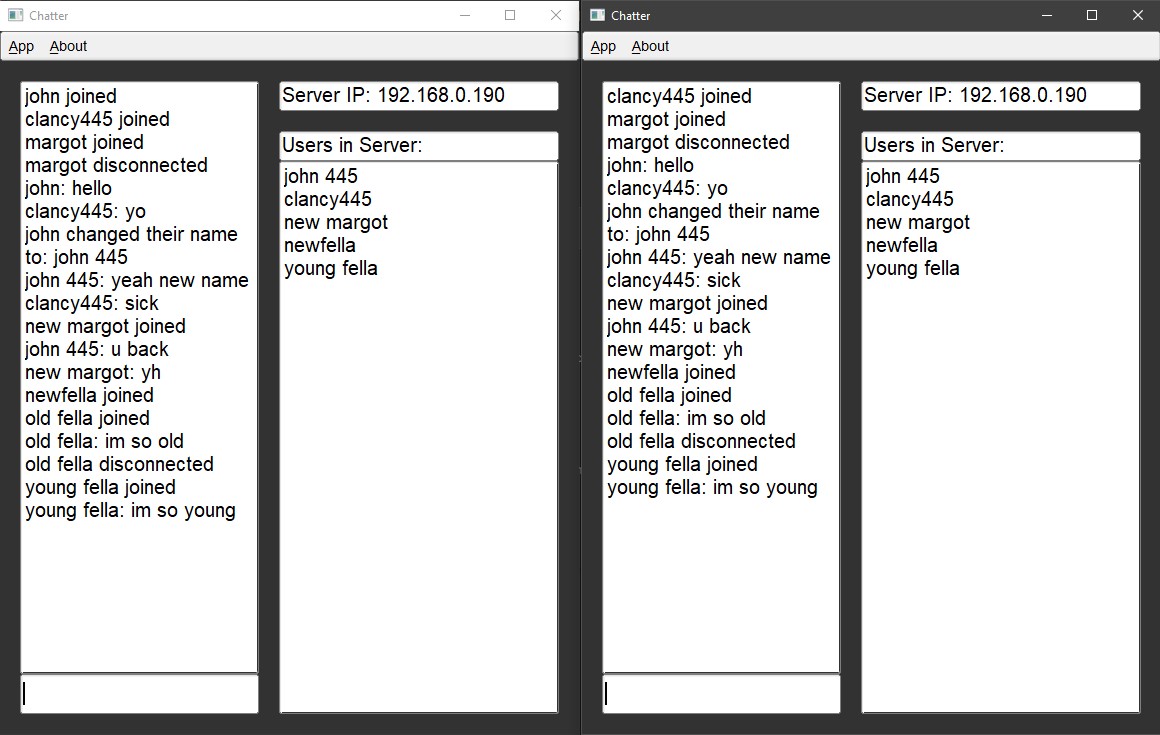 Chatter
App About
john joined
clancy445 joined
margot joined
margot disconnected
john: hello
clancy445: yo
john changed their name
to: john 445
john 445: yeah new name
clancy445: sick
new margot joined
john 445: u back
new margot: yh
newfella joined
old fella joined
old fella: im so old
old fella disconnected
young fella joined
young fella: im so young
Server IP: 192.168.0.190
Users in Server:
john 445
clancy445
new margot
newfella
young fella
Chatter
App About
clancy445 joined
margot joined
margot disconnected
john: hello
clancy445: yo
john changed their name
to: john 445
john 445: yeah new name
clancy445: sick
new margot joined
john 445: u back
new margot: yh
newfella joined
old fella joined
old fella: im so old
old fella disconnected
young fella joined
young fella: im so young
Server IP: 192.168.0.190
Users in Server:
john 445
clancy445
new margot
newfella
young fella